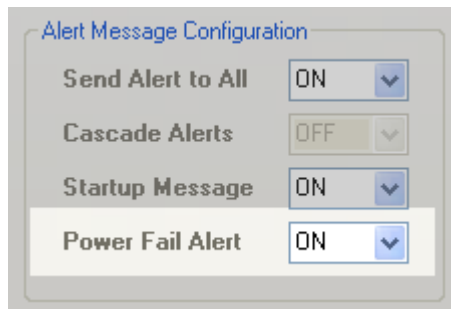 Alert Message Configuration
Send Alert to All ON
Cascade Alerts OFF
Startup Message ON
Power Fail Alert ON